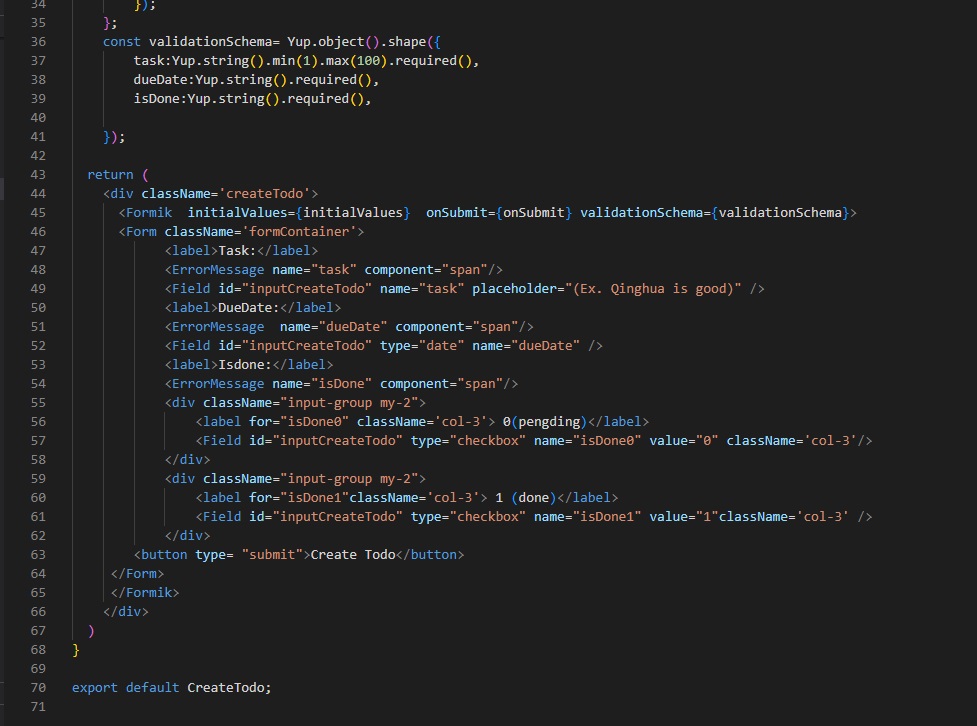 34 });
35 };
36 const validationSchema= Yup.object().shape({
37 task:Yup.string().min(1).max(100).required(),
38 dueDate:Yup.string().required(),
39 isDone:Yup.string().required(),
40
41 });
42
43 return (
44 <div className='createTodo'>
45 <Formik  initialValues={initialValues}  onSubmit={onSubmit} validationSchema={validationSchema}>
46 <Form className='formContainer'>
47 <label>Task:</label>
48 <ErrorMessage name="task" component="span"/>
49 <Field id="inputCreateTodo" name="task" placeholder="(Ex. Qinghua is good)" />
50 <label>DueDate:</label>
51 <ErrorMessage  name="dueDate" component="span"/>
52 <Field id="inputCreateTodo" type="date" name="dueDate" />
53 <label>Isdone:</label>
54 <ErrorMessage name="isDone" component="span"/>
55 <div className="input-group my-2">
56 <label for="isDone0" className='col-3'> 0(pengding)</label>
57 <Field id="inputCreateTodo" type="checkbox" name="isDone0" value="0" className='col-3'/>
58 </div>
59 <div className="input-group my-2">
60 <label for="isDone1"className='col-3'> 1 (done)</label>
61 <Field id="inputCreateTodo" type="checkbox" name="isDone1" value="1"className='col-3' />
62 </div>
63 <button type= "submit">Create Todo</button>
64 </Form>
65 </Formik>
66 </div>
67 )
68 }
69
70 export default CreateTodo;
71